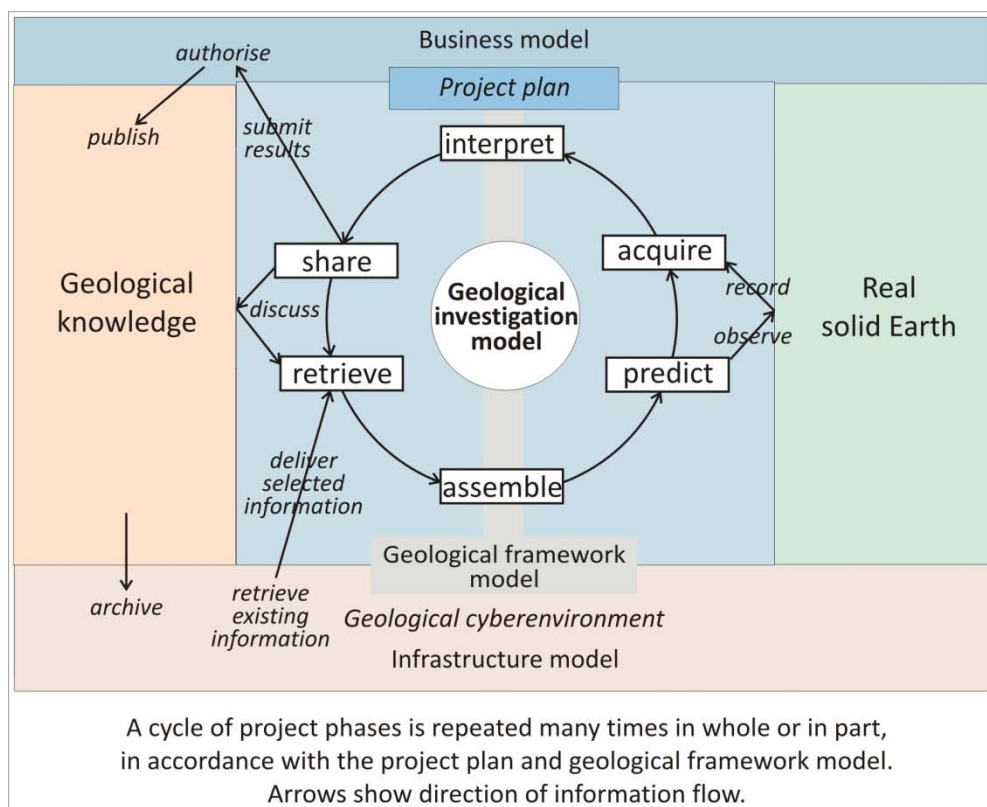 Business model
authorise
Project plan
publish
submit
results
interpret
share
acquire
Geological
knowledge
discuss
Geological
investigation
model
record
observe
Real
solid Earth
retrieve
predict
deliver
selected
information
assemble
Geological framework
model
archive
retrieve
existing
information
Geological cyberenvironment
Infrastructure model
A cycle of project phases is repeated many times in whole or in part,
in accordance with the project plan and geological framework model.
Arrows show direction of information flow.